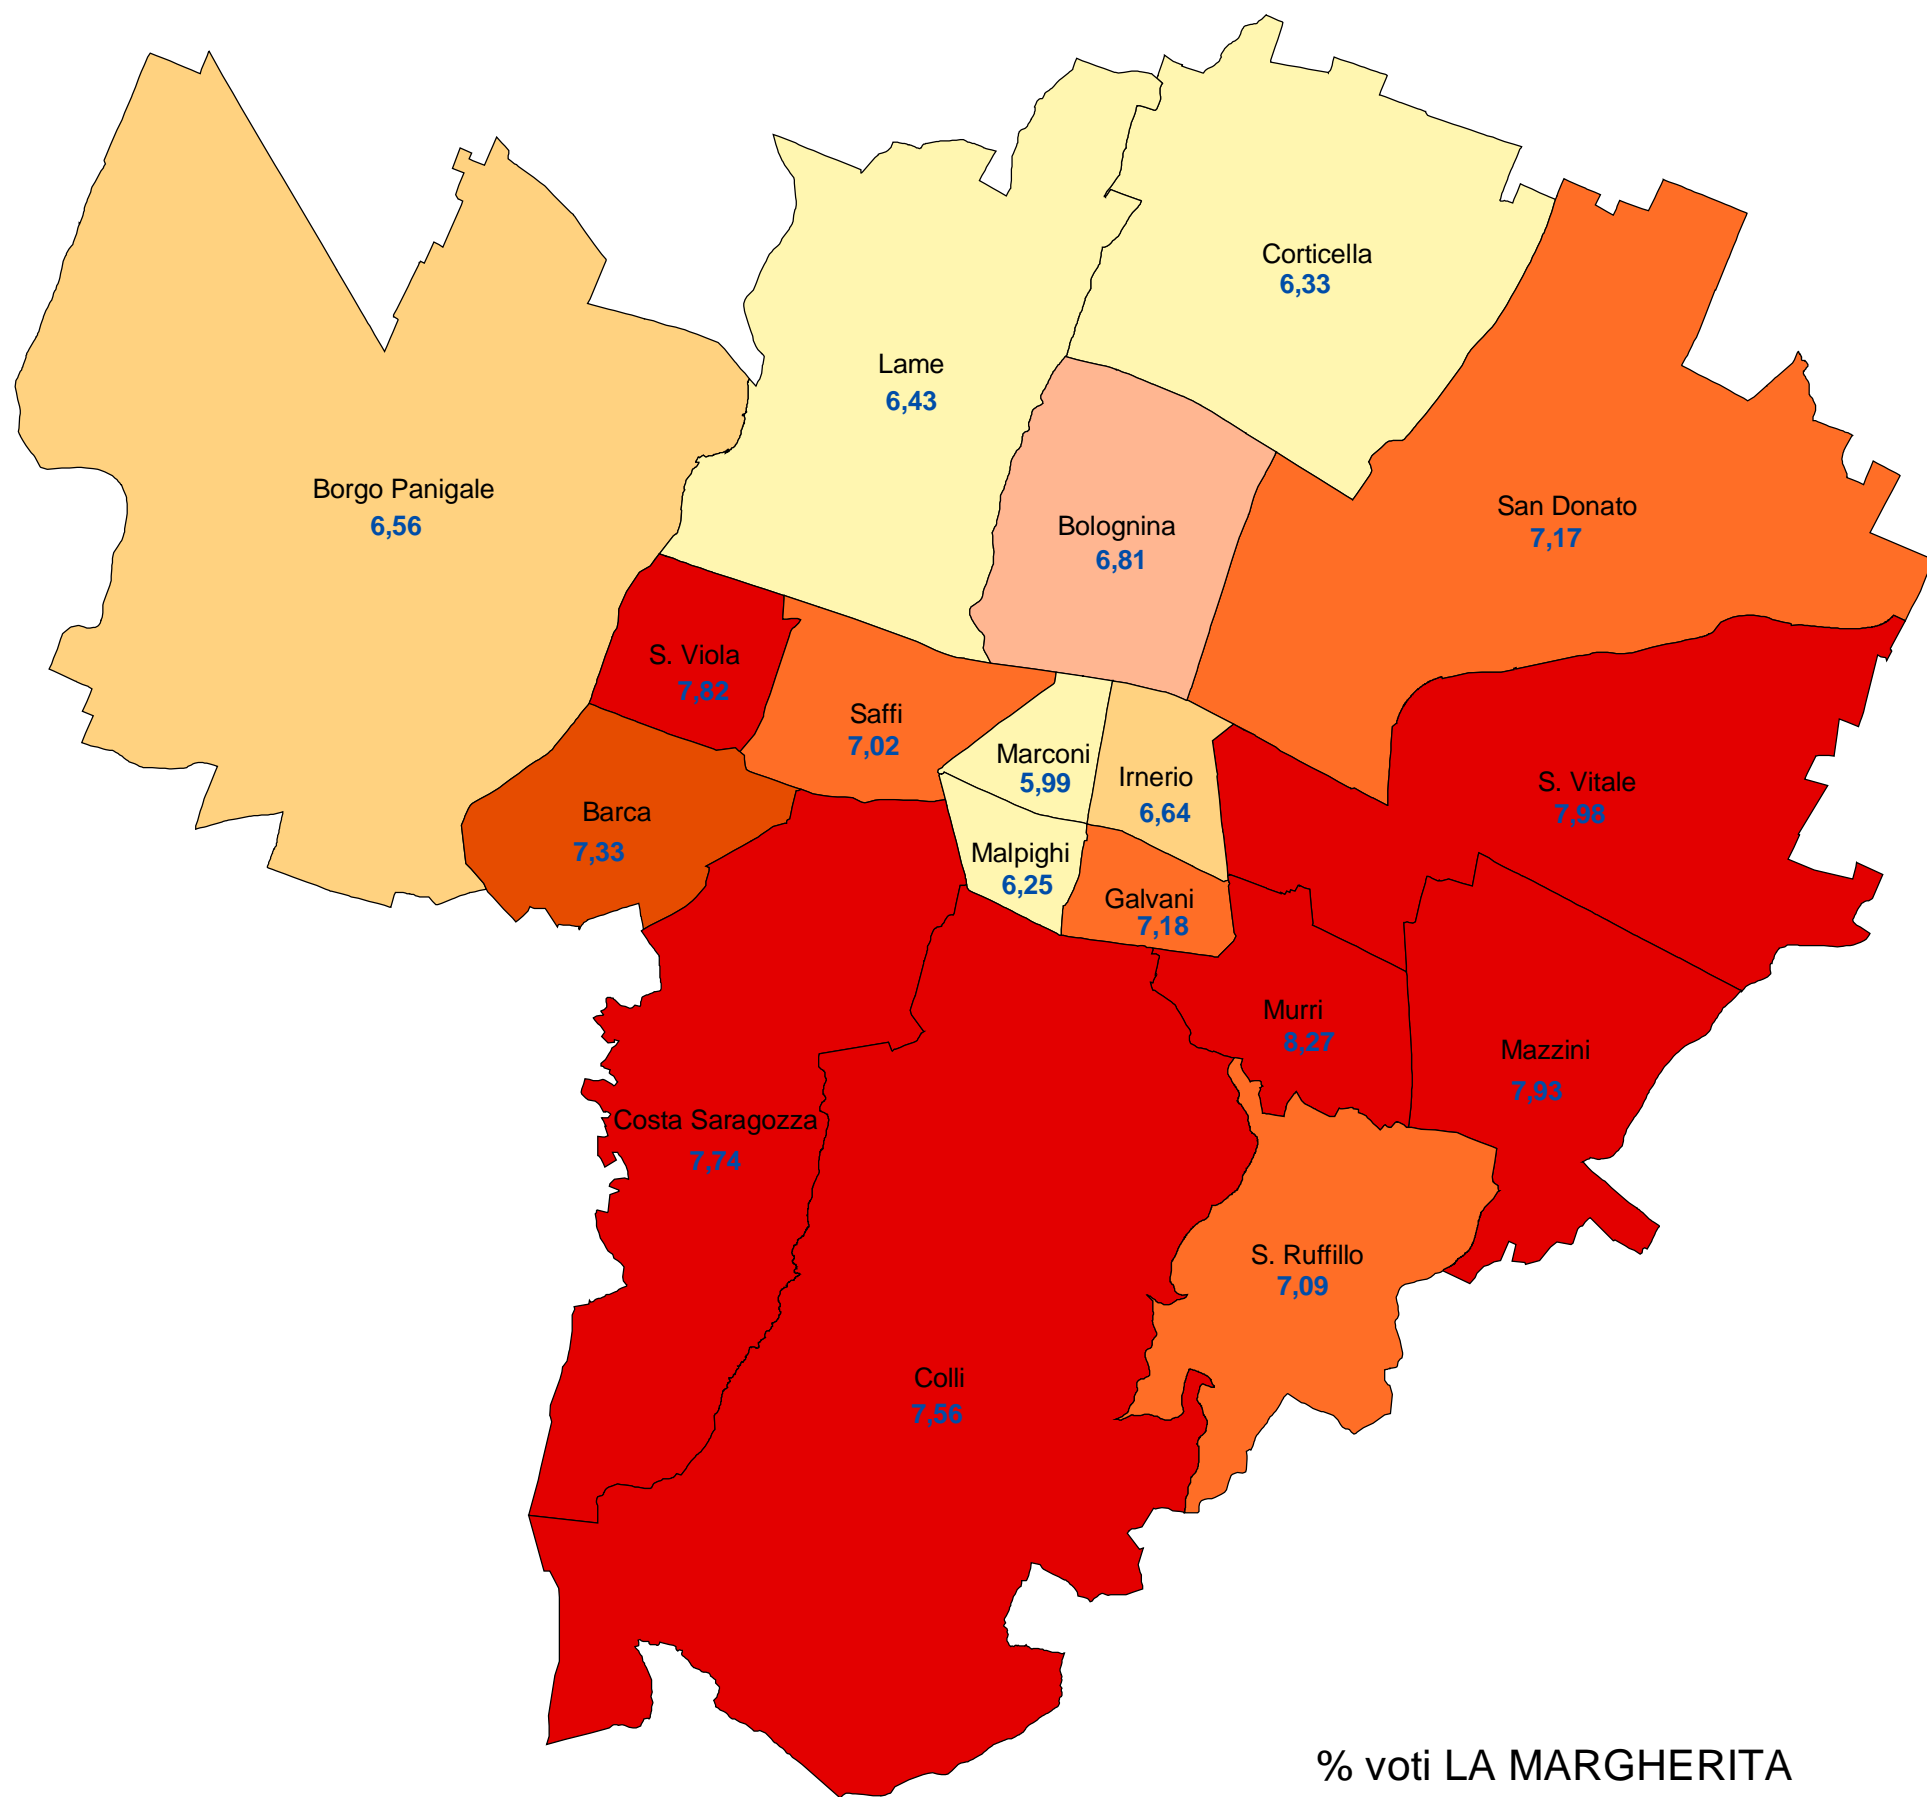 Corticella
6,33
Lame
6,43
Borgo Panigale
6,56
Bolognina
6,81
San Donato
7,17
S. Viola
7,82
Saffi
7,02
Marconi
5,99
Irnerio
6,64
S. Vitale
7,98
Barca
7,33
Malpighi
6,25
Galvani
7,18
Murri
8,27
Mazzini
7,93
Costa Saragozza
7,74
S. Ruffillo
7,09
Colli
7,56
% voti LA MARGHERITA